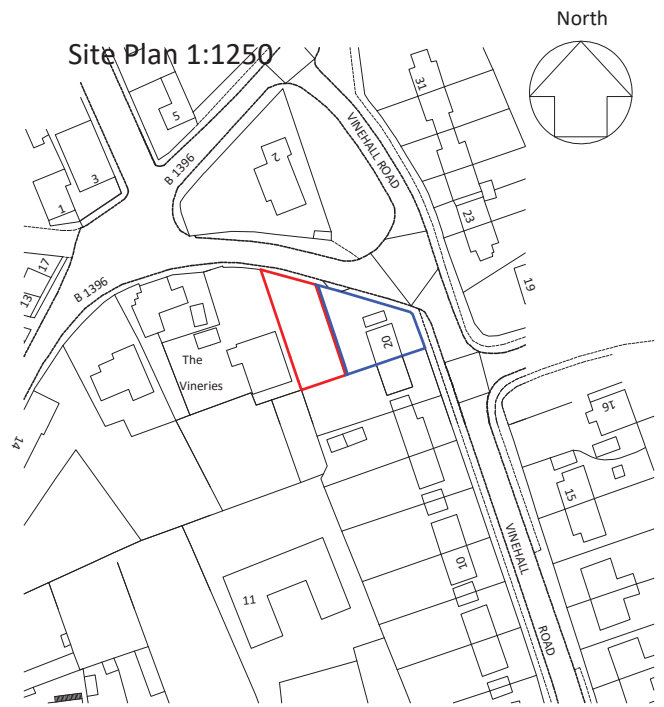 North
Site Plan 1:1250
5
31
B 1396
VINEHALL ROAD
2
3
1
23
17
13
B 1396
19
20
The
Vineries
14
16
15
VINEHALL
10
11
ROAD